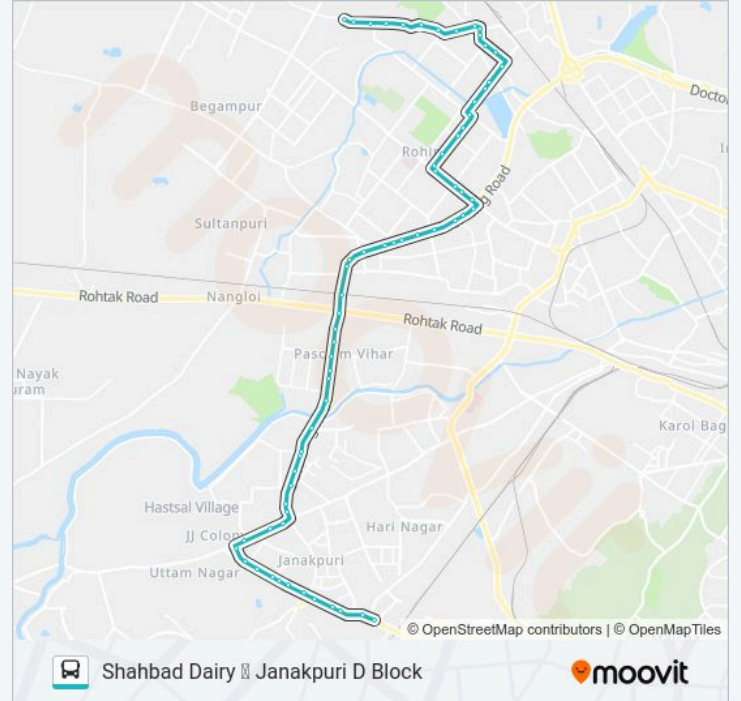 Docto
Begampur
Rohi
g Road
Sultanpuri
Rohtak Road
Nangloi
Rohtak Road
Pasc m Vihar
Nayak
uram
Karol Bag
Hastsal Village
Hari Nagar
JJ Colon
Janakpuri
Uttam Nagar
© OpenStreetMap contributors | © OpenMapTiles
Shahbad Dairy Janakpuri D Block
moovit